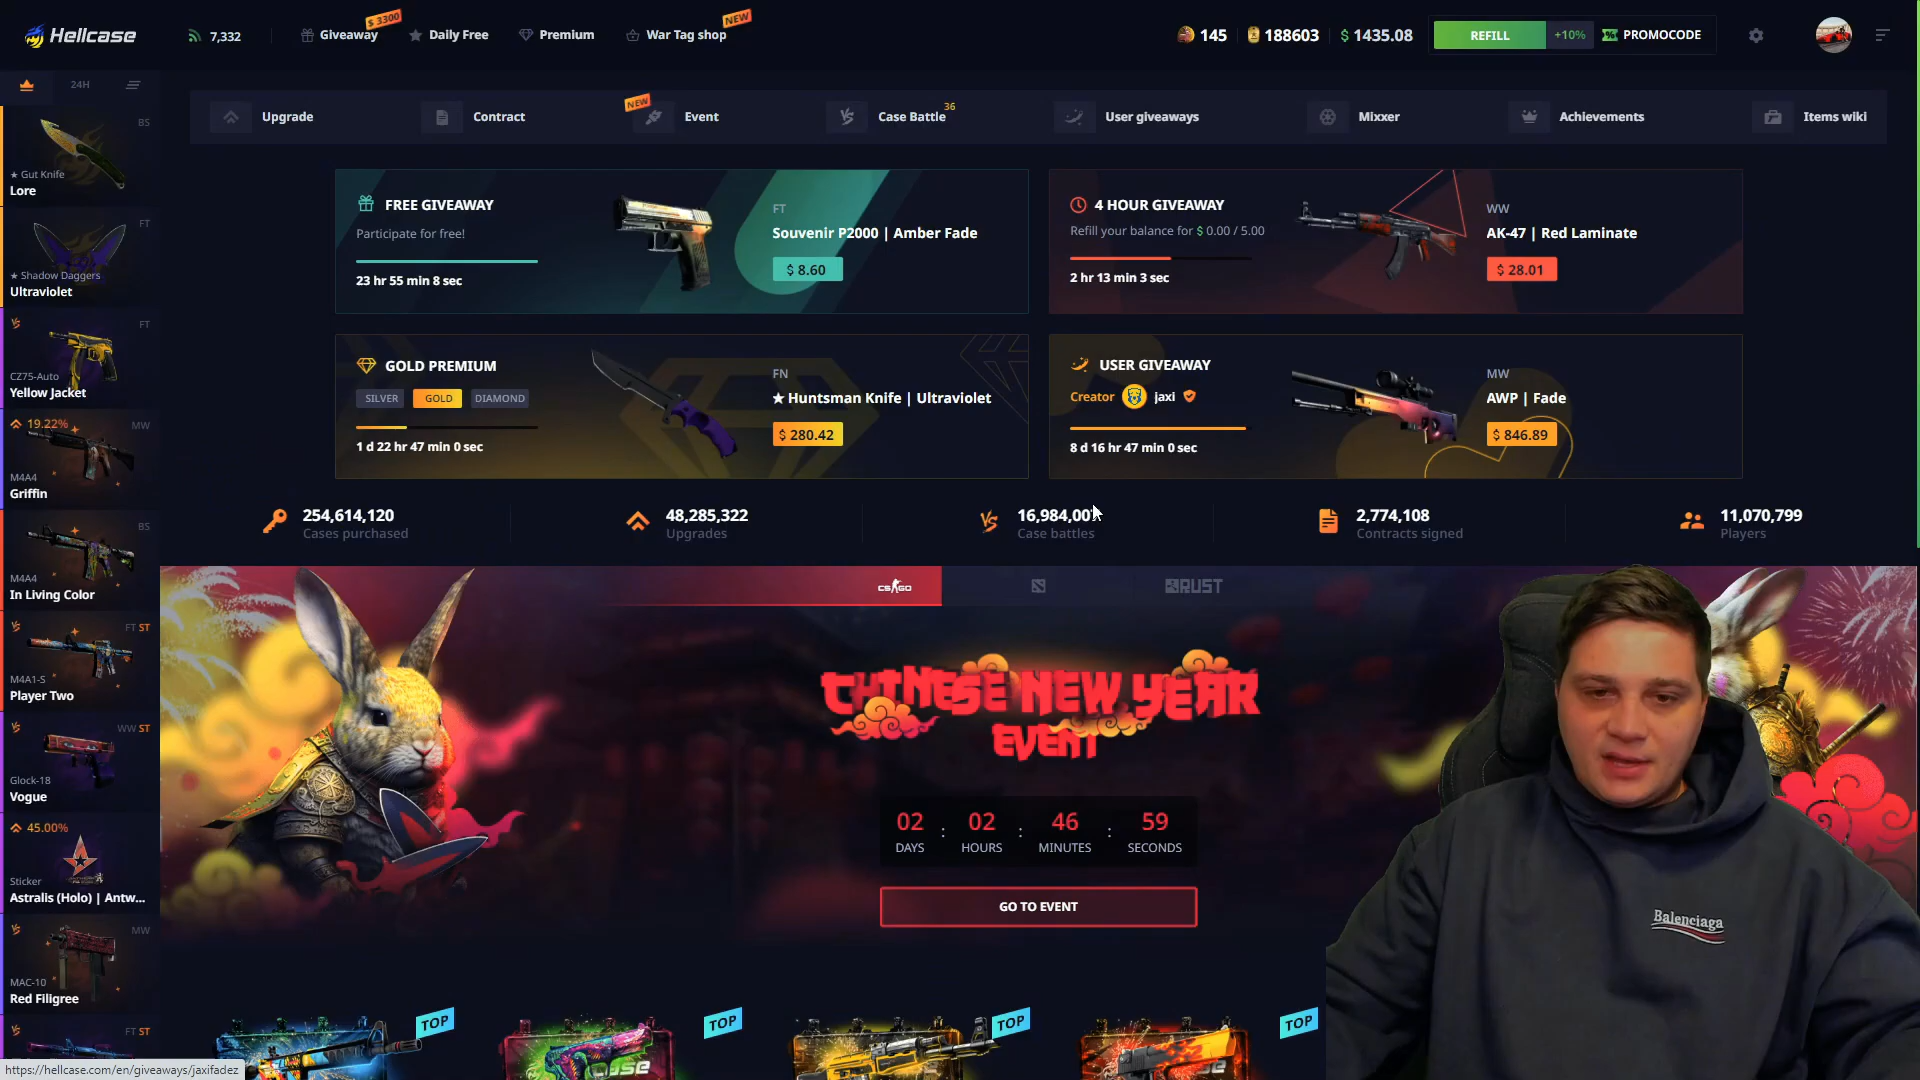 Hellcase
7,332
Giveaway
$ 3300
Daily Free
Premium
War Tag shop
NEW
145
188603
$ 1435.08
REFILL
+10%
PROMOCODE
24H
Upgrade
Contract
NEW
Event
Case Battle
36
User giveaways
Mixxer
Achievements
Items wiki
BS
★ Gut Knife
Lore
FT
★ Shadow Daggers
Ultraviolet
FT
CZ75-Auto
Yellow Jacket
19.22%
MW
M4A4
Griffin
BS
M4A4
In Living Color
FT ST
M4A1-S
Player Two
WW ST
Glock-18
Vogue
45.00%
Sticker
Astralis (Holo) | Antw...
MW
MAC-10
Red Filigree
FT ST
FREE GIVEAWAY
Participate for free!
23 hr 55 min 8 sec
FT
Souvenir P2000 | Amber Fade
$ 8.60
4 HOUR GIVEAWAY
Refill your balance for $ 0.00 / 5.00
2 hr 13 min 3 sec
WW
AK-47 | Red Laminate
$ 28.01
GOLD PREMIUM
SILVER GOLD DIAMOND
1 d 22 hr 47 min 0 sec
FN
★ Huntsman Knife | Ultraviolet
$ 280.42
USER GIVEAWAY
Creator jaxi
8 d 16 hr 47 min 0 sec
MW
AWP | Fade
$ 846.89
254,614,120
Cases purchased
48,285,322
Upgrades
Case battles
2,774,108
Contracts signed
11,070,799
Players
CS:GO
RUST
CHINESE NEW YEAR
EVENT
02 : 02 : 46 : 59
DAYS HOURS MINUTES SECONDS
GO TO EVENT
Balenciaga
TOP
TOP
TOP
TOP
https://hellcase.com/en/giveaways/jaxifadez